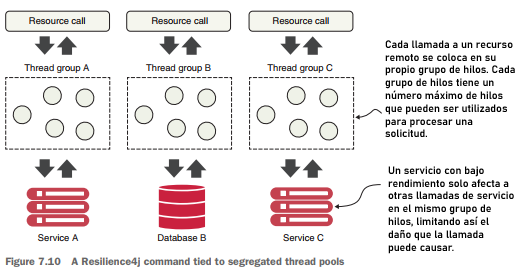 Resource call
Resource call
Resource call
Thread group A
Thread group B
Thread group C
Cada llamada a un recurso
remoto se coloca en su
propio grupo de hilos. Cada
grupo de hilos tiene un
número máximo de hilos
que pueden ser utilizados
para procesar una
solicitud.
Un servicio con bajo
rendimiento solo afecta a
otras llamadas de servicio
en el mismo grupo de
hilos, limitando así el
daño que la llamada
puede causar.
Service A
Database B
Service C
Figure 7.10 A Resilience4j command tied to segregated thread pools